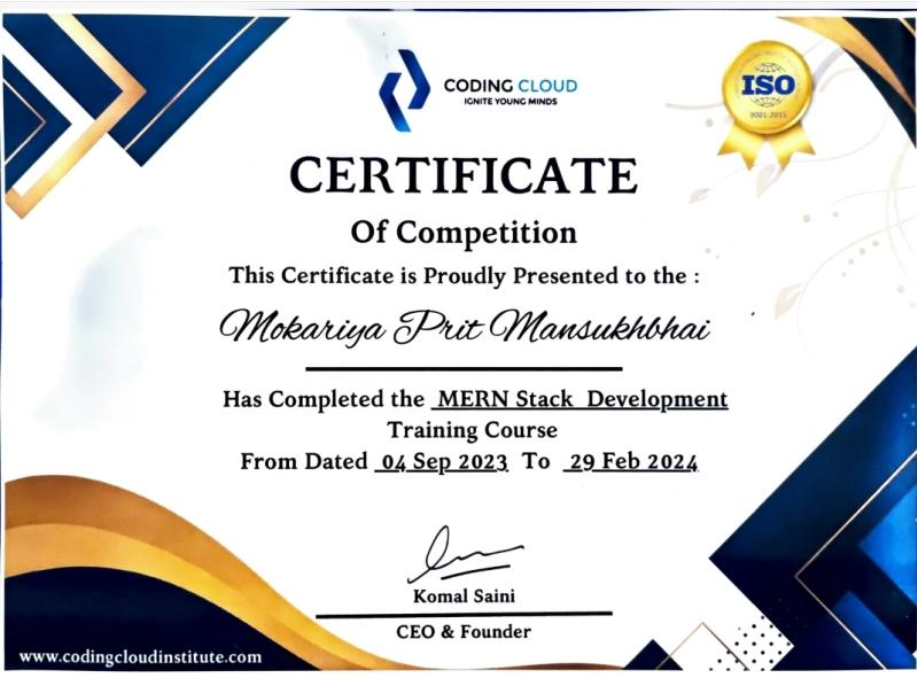 CODING CLOUD
IGNITE YOUNG MINDS
ISO
9001-2015
CERTIFICATE
Of Competition
This Certificate is Proudly Presented to the :
Mokariya Prit Mansukhbhai
Has Completed the MERN Stack Development
Training Course
From Dated 04 Sep 2023 To 29 Feb 2024
Komal Saini
CEO & Founder
www.codingcloudinstitute.com